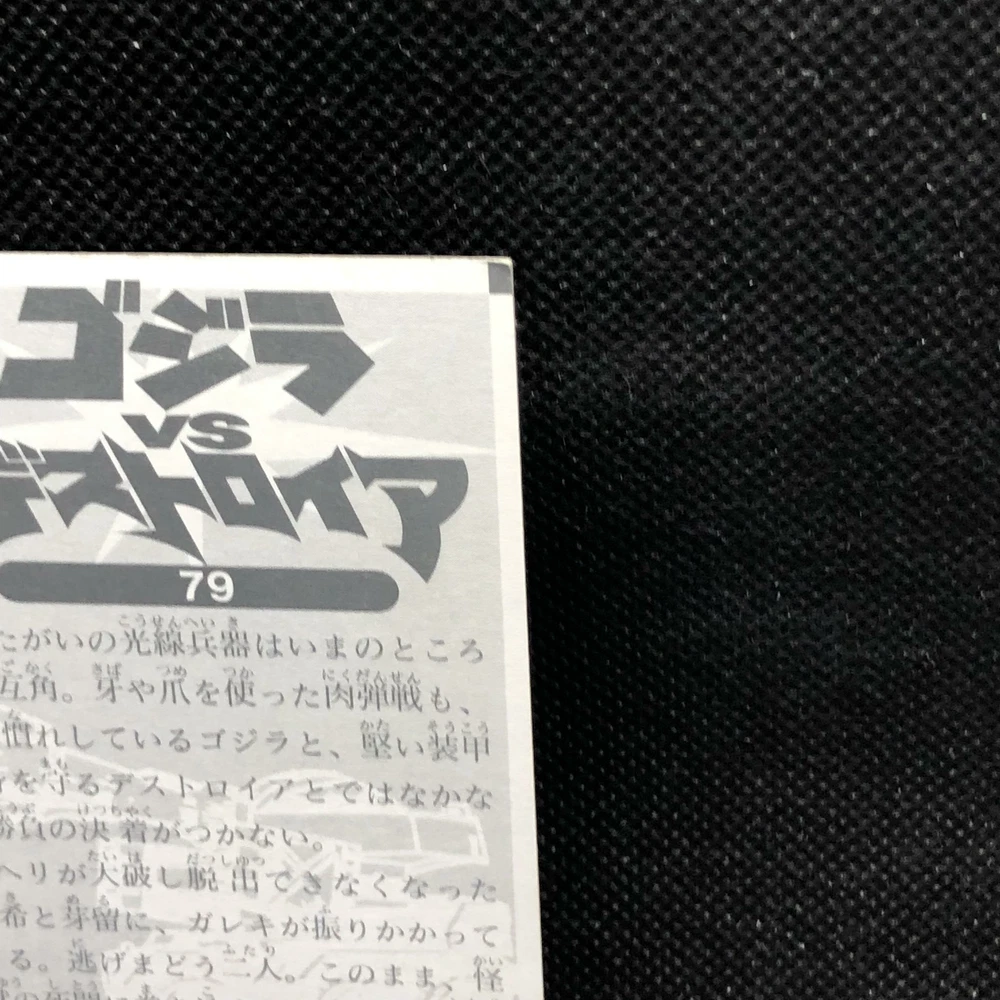 ゴジラ
VS
デストロイア
79
たがいの光線兵器はいまのところ
互角。牙や爪を使った肉弾戦も、
慣れしているゴジラと、堅い装甲
を守るデストロイアとではなかな
勝負の決着がつかない。
ヘリが大破し脱出できなくなった
希と芽留に、ガレキが振りかかって
る。逃げまどう二人。このまま、怪